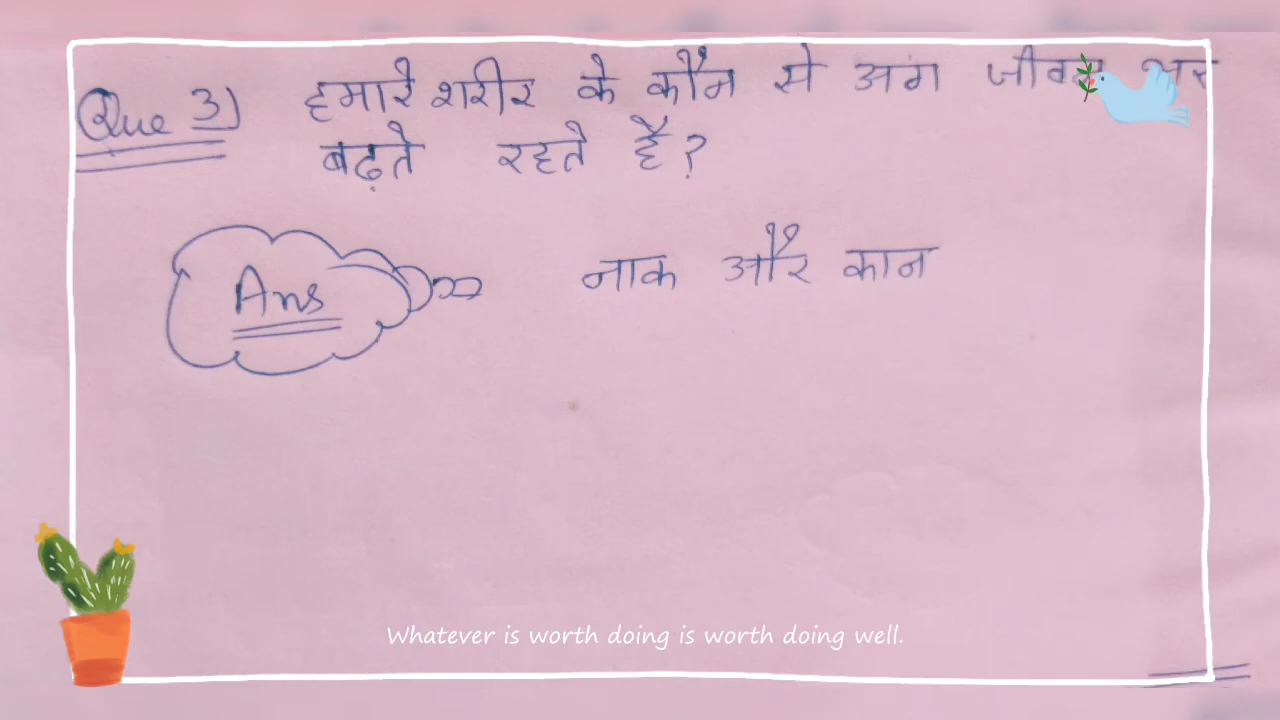 Que 3) हमारे शरीर के कौन से अंग जीवन भर
बढ़ते रहते हैं?
Ans नाक और कान
Whatever is worth doing is worth doing well.